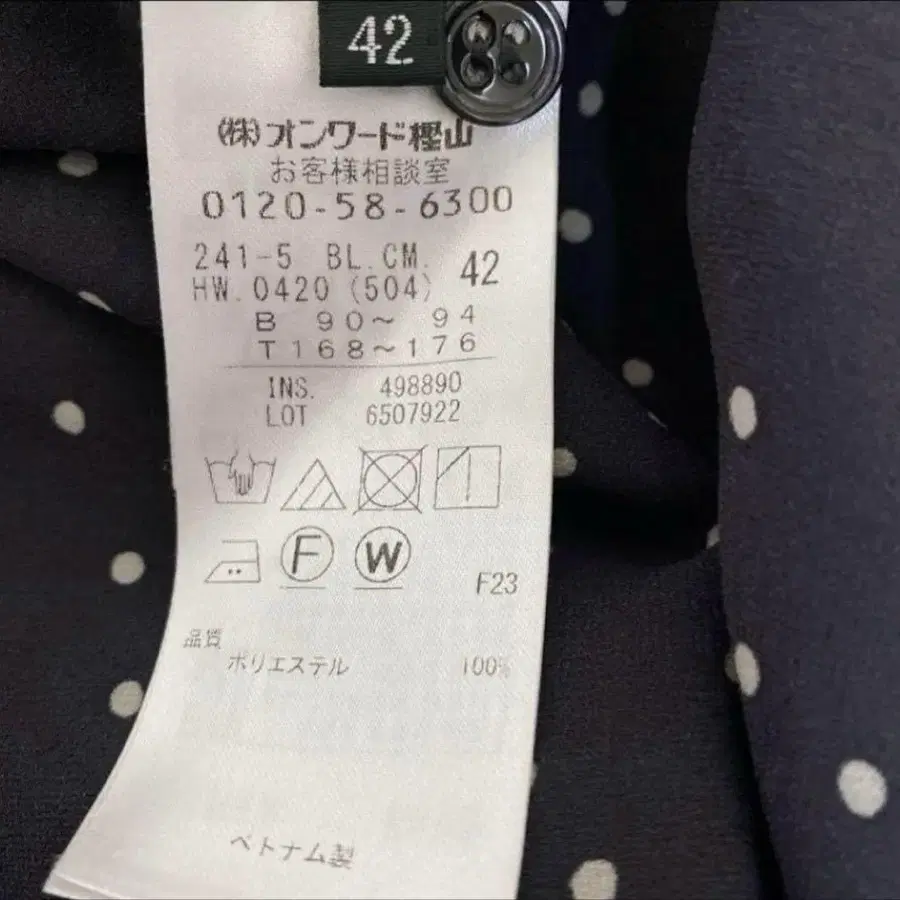 42
(株)オンワード樫山
お客様相談室
0120-58-6300
241-5 BL.CM. 42
HW.0420 (504)
B 90～ 94
T168～176
INS. 498890
LOT 6507922
F W
F23
品質
ポリエステル 100%
ベトナム製